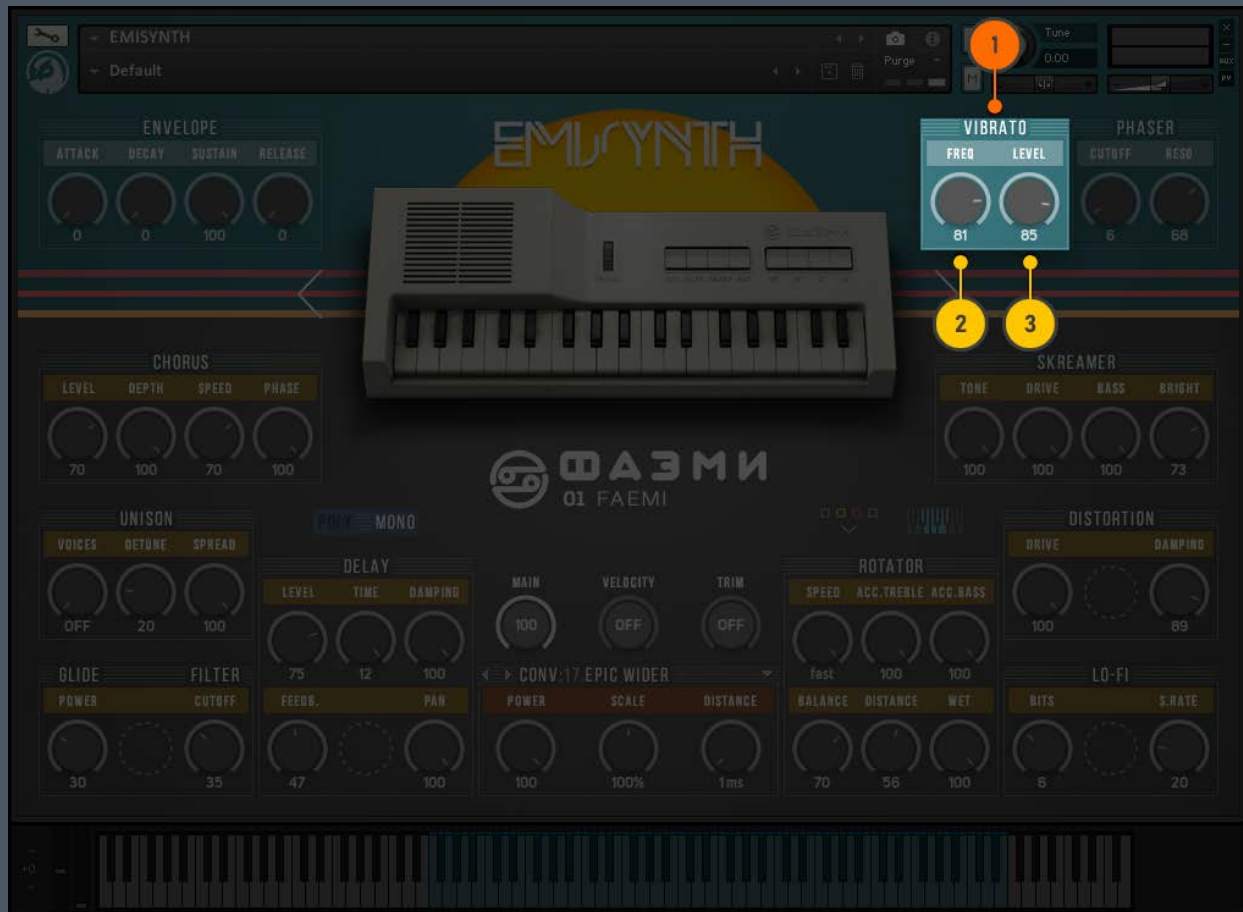 EMISYNTH
Default
Purge
Tune
0.00
M
AUX
PV
1
ENVELOPE
ATTACK DECAY SUSTAIN RELEASE
0 0 100 0
EMISYNTH
VIBRATO
FREQ LEVEL
81 85
PHASER
CUTOFF RESO
6 68
ФАЭМИ
2 3
CHORUS
LEVEL DEPTH SPEED PHASE
70 100 70 100
SKREAMER
TONE DRIVE BASS BRIGHT
100 100 100 73
ФАЭМИ
01 FAEMI
UNISON
VOICES DETUNE SPREAD
OFF 20 100
POLY MONO
DISTORTION
DRIVE DAMPING
100 89
DELAY
LEVEL TIME DAMPING
75 12 100
MAIN VELOCITY TRIM
100 OFF OFF
ROTATOR
SPEED ACC.TREBLE ACC.BASS
fast 100 100
GLIDE FILTER
POWER CUTOFF
30 35
FEEDB. PAN
47 100
CONV:17 EPIC WIDER
POWER SCALE DISTANCE
100 100% 1ms
BALANCE DISTANCE WET
70 56 100
LO-FI
BITS S.RATE
6 20
+0